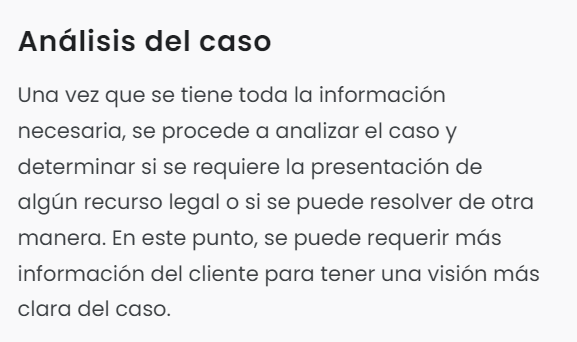 Análisis del caso
Una vez que se tiene toda la información
necesaria, se procede a analizar el caso y
determinar si se requiere la presentación de
algún recurso legal o si se puede resolver de otra
manera. En este punto, se puede requerir más
información del cliente para tener una visión más
clara del caso.